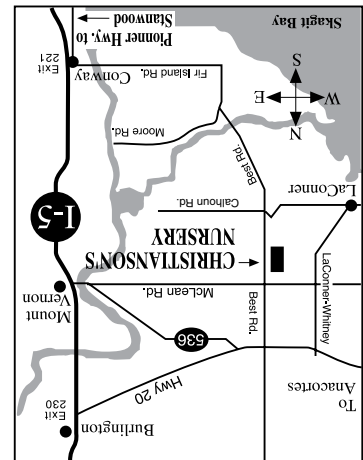 To
Anacortes
Hwy 20
Burlington
Exit
230
536
Best Rd.
LaConner-Whitney
McLean Rd.
Mount
Vernon
CHRISTIANSON'S
NURSERY
I-5
LaConner
Calhoun Rd.
N
W
E
S
Best Rd.
Moore Rd.
Fir Island Rd.
Conway
Exit
221
Skagit Bay
Pionner Hwy. to
Stanwood